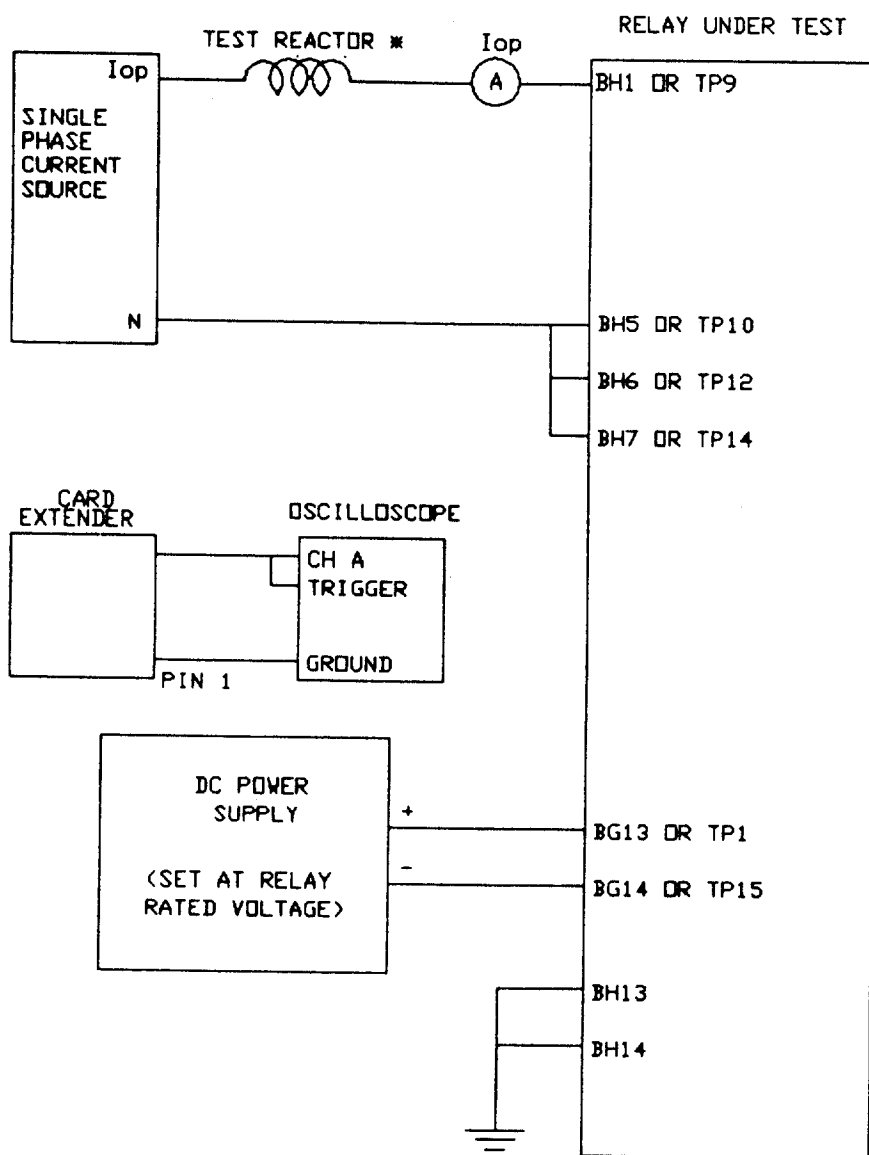 RELAY UNDER TEST
TEST REACTOR *
Iop
Iop
A
BH1 OR TP9
SINGLE
PHASE
CURRENT
SOURCE
N
BH5 OR TP10
BH6 OR TP12
BH7 OR TP14
CARD
EXTENDER
OSCILLOSCOPE
CH A
TRIGGER
GROUND
PIN 1
DC POWER
SUPPLY
+
-
(SET AT RELAY
RATED VOLTAGE)
BG13 OR TP1
BG14 OR TP15
BH13
BH14